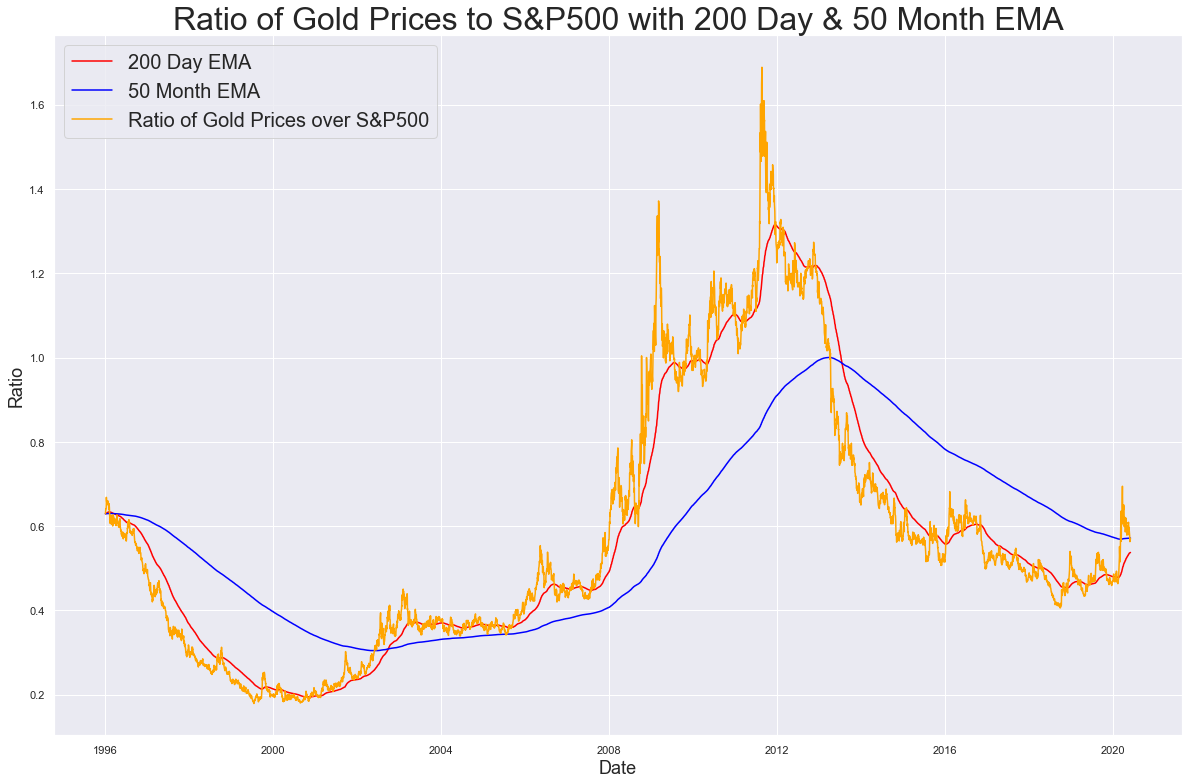 Ratio of Gold Prices to S&P500 with 200 Day & 50 Month EMA
200 Day EMA
50 Month EMA
Ratio of Gold Prices over S&P500
1.6
1.4
1.2
1.0
0.8
0.6
0.4
0.2
Ratio
1996 2000 2004 2008 2012 2016 2020
Date